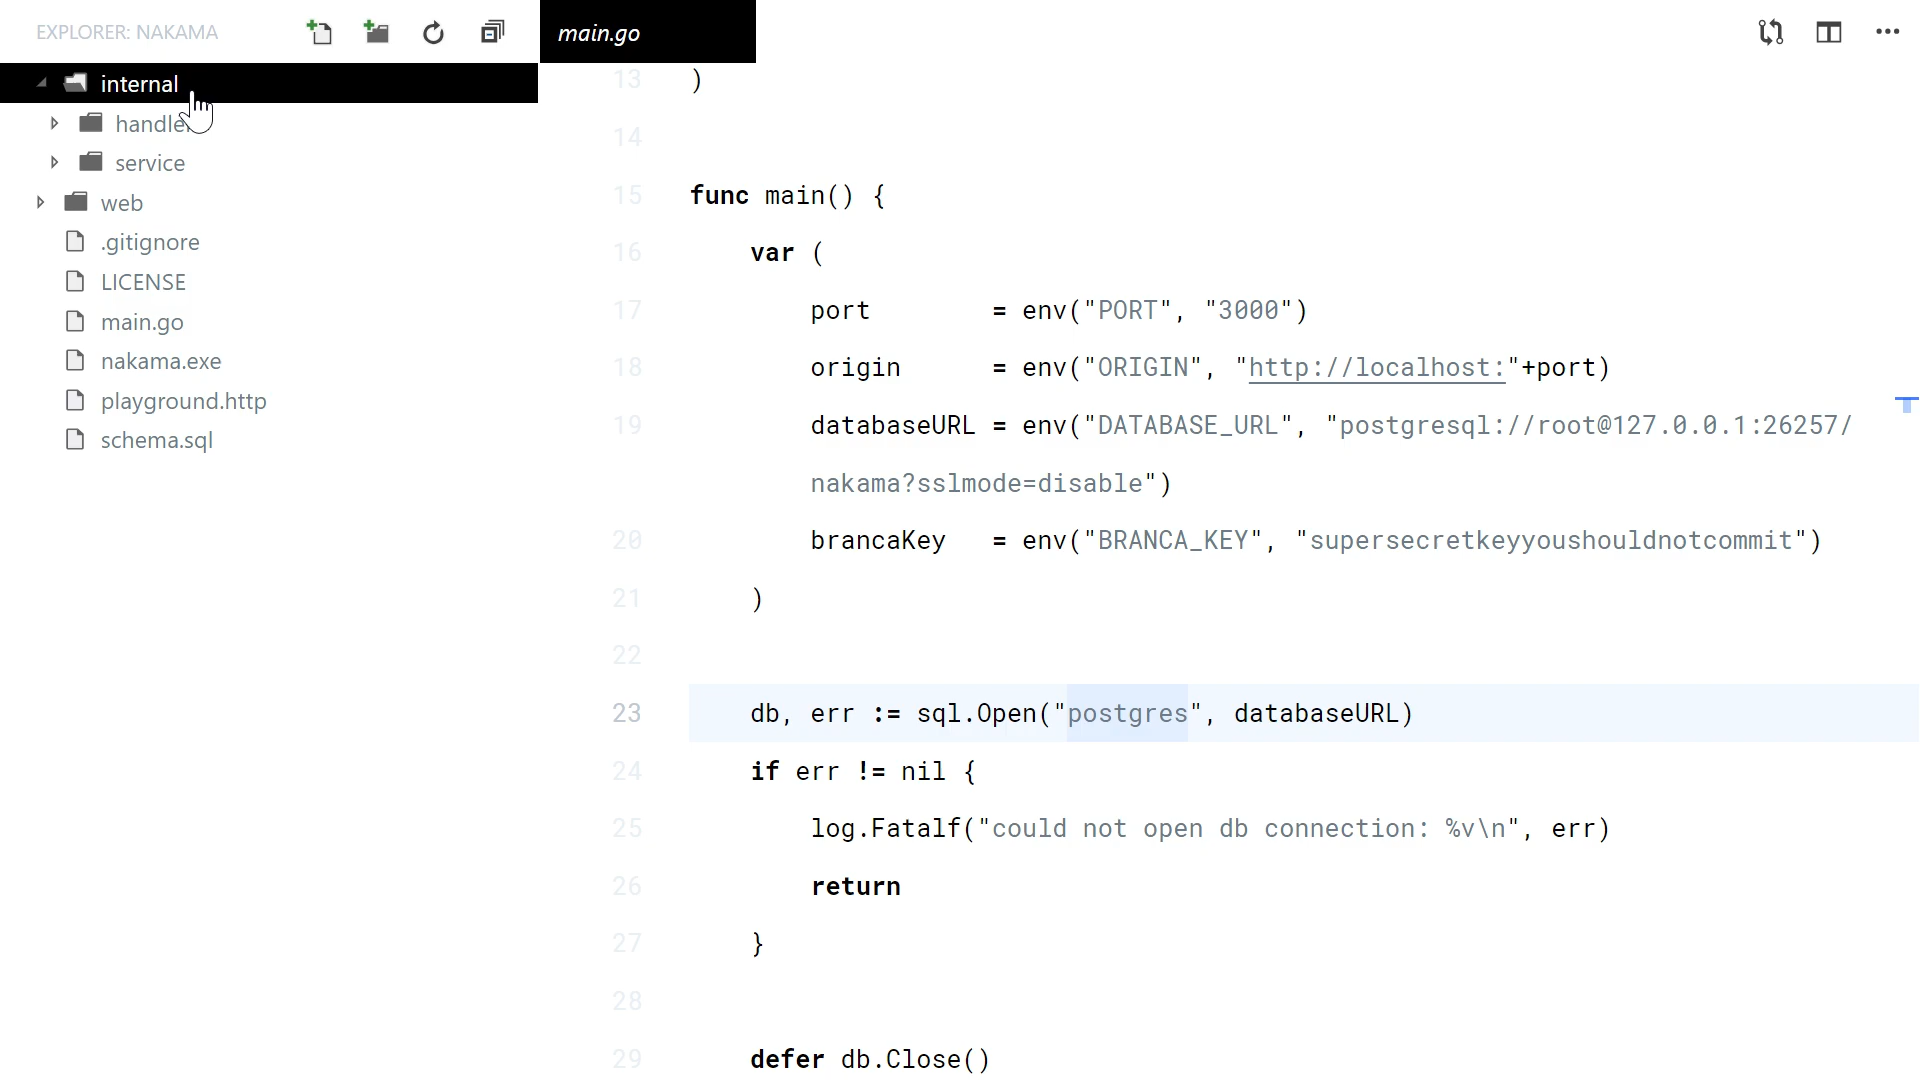 EXPLORER: NAKAMA
internal
handler
service
web
.gitignore
LICENSE
main.go
nakama.exe
playground.http
schema.sql
main.go
13 )
14
15 func main() {
16 var (
17 port = env("PORT", "3000")
18 origin = env("ORIGIN", "http://localhost:"+port)
19 databaseURL = env("DATABASE_URL", "postgresql://root@127.0.0.1:26257/
nakama?sslmode=disable")
20 brancaKey = env("BRANCA_KEY", "supersecretkeyyoushouldnotcommit")
21 )
22
23 db, err := sql.Open("postgres", databaseURL)
24 if err != nil {
25 log.Fatalf("could not open db connection: %v\n", err)
26 return
27 }
28
29 defer db.Close()